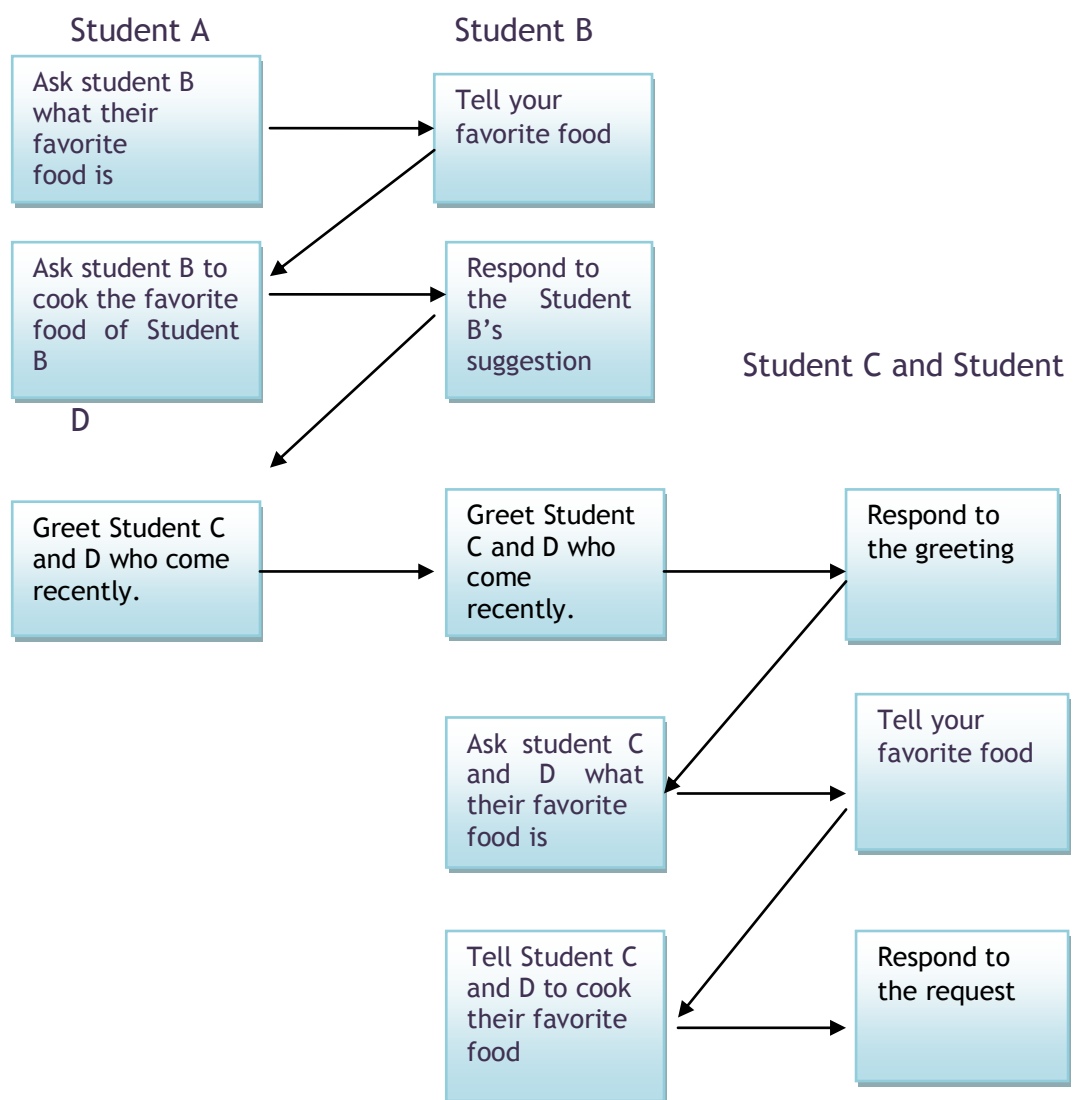 Student A
Student B
Ask student B
what their
favorite
food is
Tell your
favorite food
Ask student B to
cook the favorite
food of Student
B
Respond to
the Student
B’s
suggestion
Student C and Student
D
Greet Student C
and D who come
recently.
Greet Student
C and D who
come
recently.
Respond to
the greeting
Ask student C
and D what
their favorite
food is
Tell your
favorite food
Tell Student C
and D to cook
their favorite
food
Respond to
the request